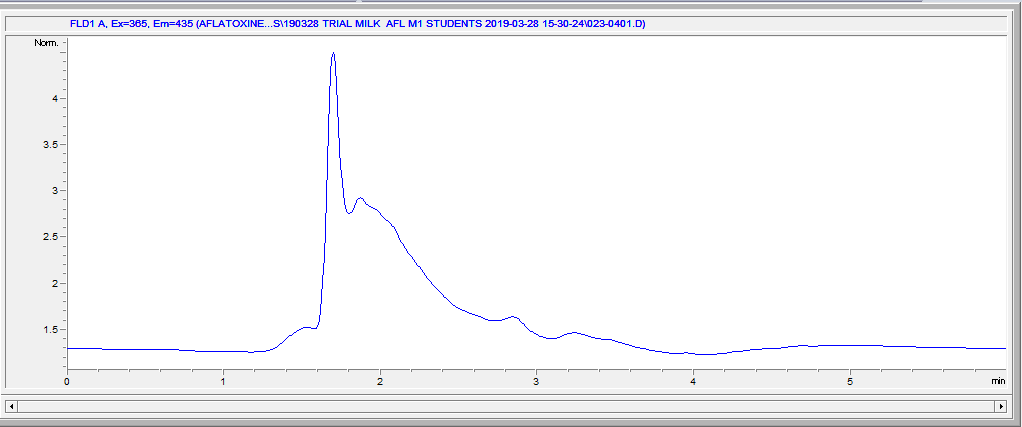 FLD1 A, Ex=365, Em=435 (AFLATOXINE...S\190328 TRIAL MILK  AFL M1 STUDENTS 2019-03-28 15-30-24\023-0401.D)
Norm.
4
3.5
3
2.5
2
1.5
0 1 2 3 4 5 min